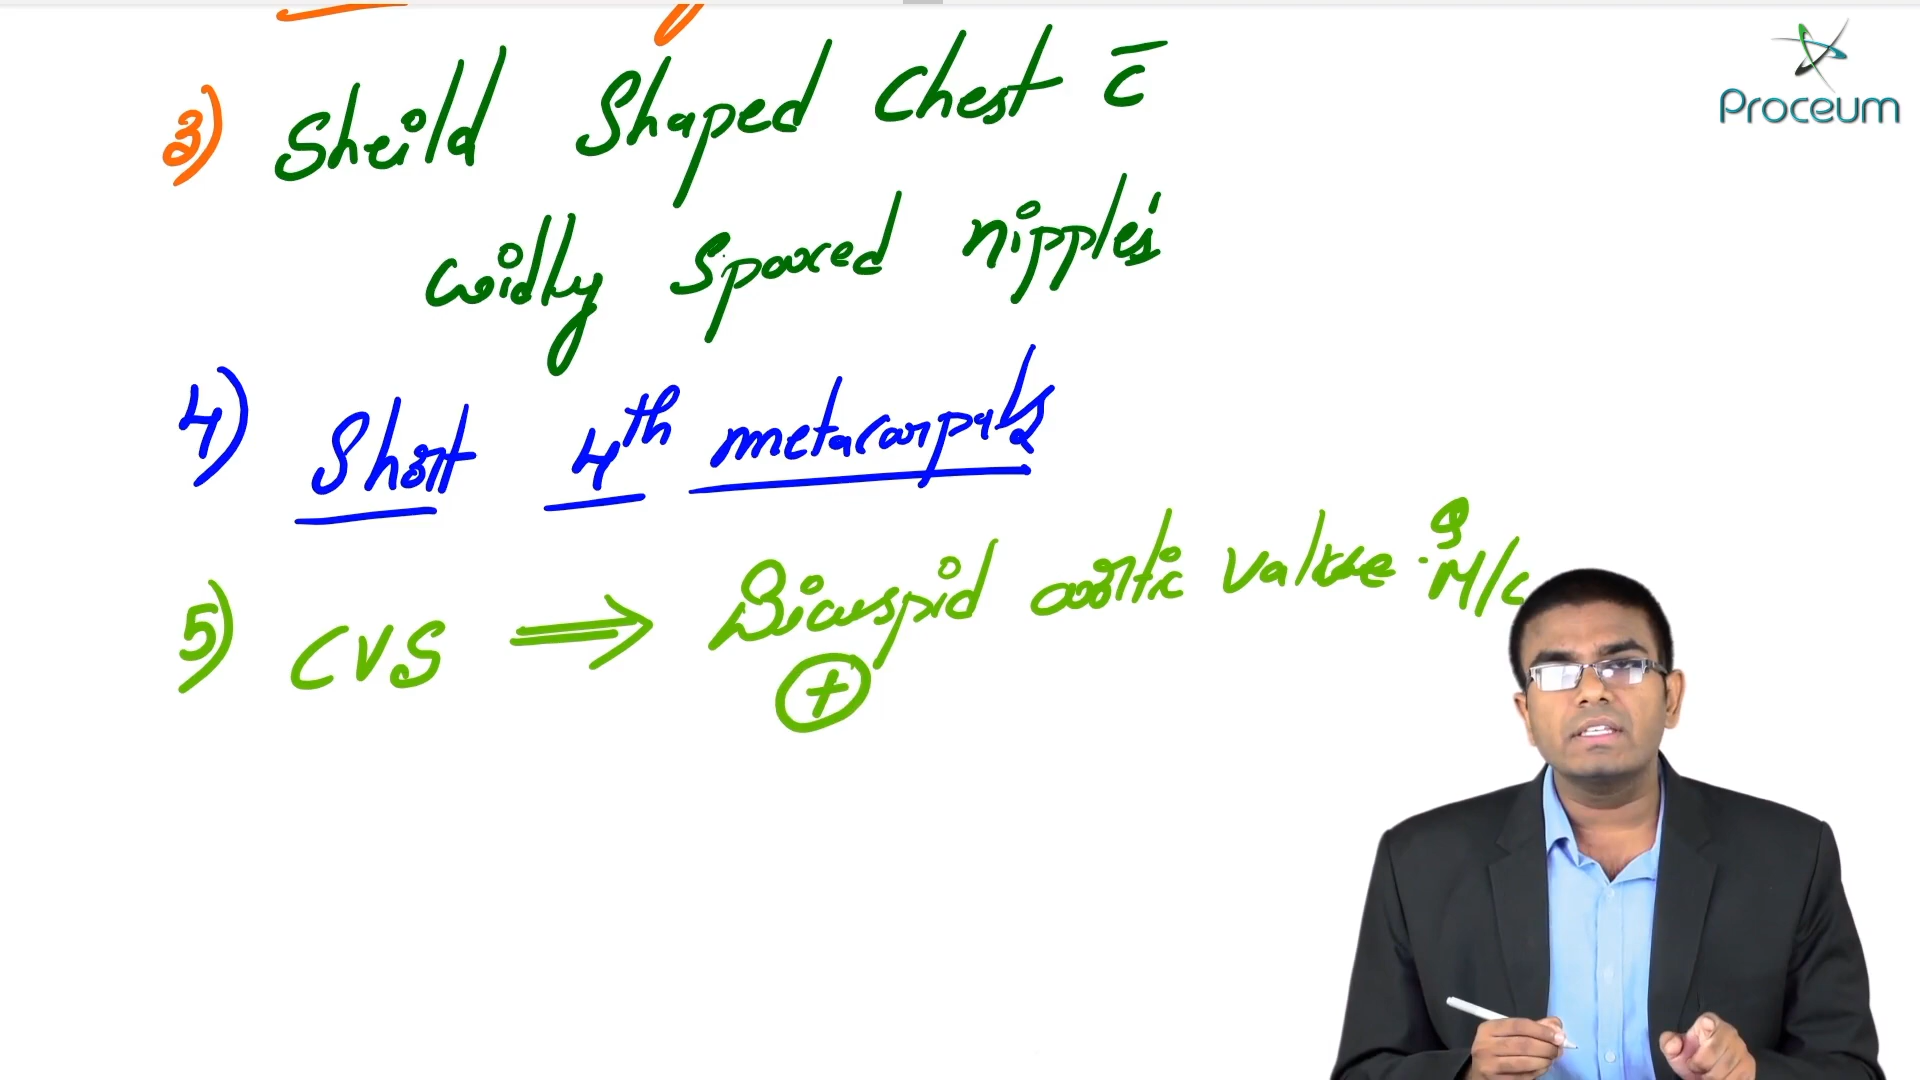 Proceum
3) Sheild Shaped Chest c̄
widly Spaced nipples
4) Short 4th metacarpals
5) CVS ⟹ Bicuspid aortic Valve M/c
+